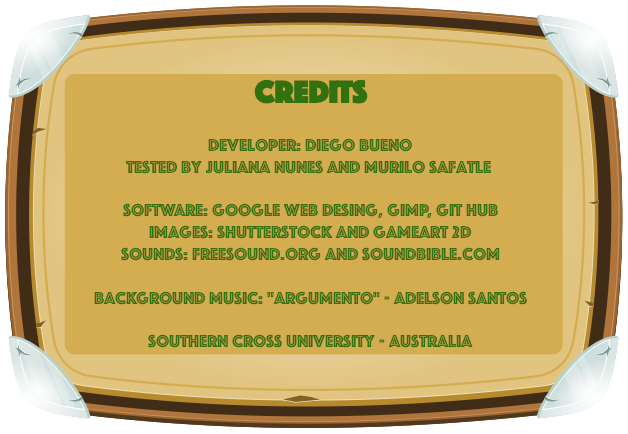 CREDITS
DEVELOPER: DIEGO BUENO
TESTED BY JULIANA NUNES AND MURILO SAFATLE
SOFTWARE: GOOGLE WEB DESING, GIMP, GIT HUB
IMAGES: SHUTTERSTOCK AND GAMEART 2D
SOUNDS: FREESOUND.ORG AND SOUNDBIBLE.COM
BACKGROUND MUSIC: "ARGUMENTO" - ADELSON SANTOS
SOUTHERN CROSS UNIVERSITY - AUSTRALIA